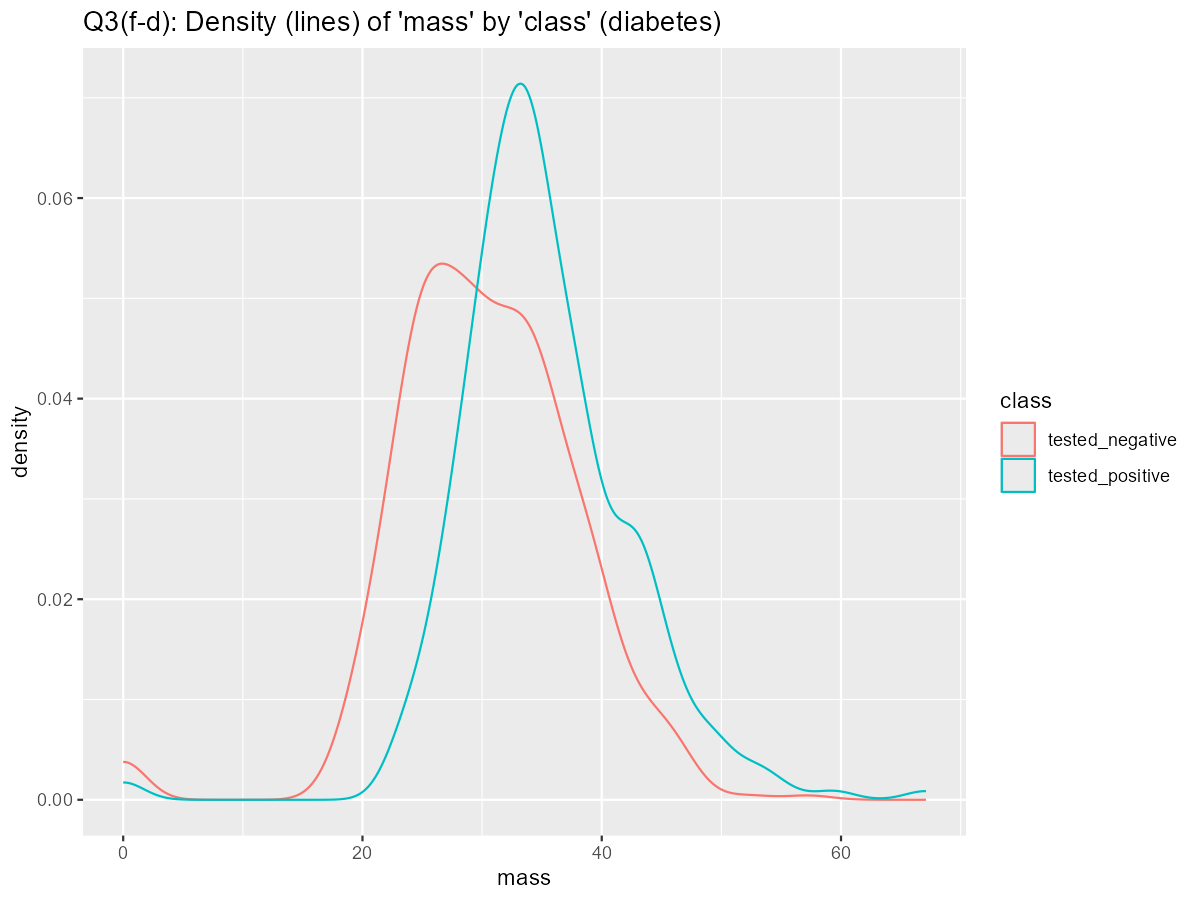 Q3(f-d): Density (lines) of 'mass' by 'class' (diabetes)
0.06
0.04
0.02
0.00
density
0 20 40 60
mass
class
tested_negative
tested_positive